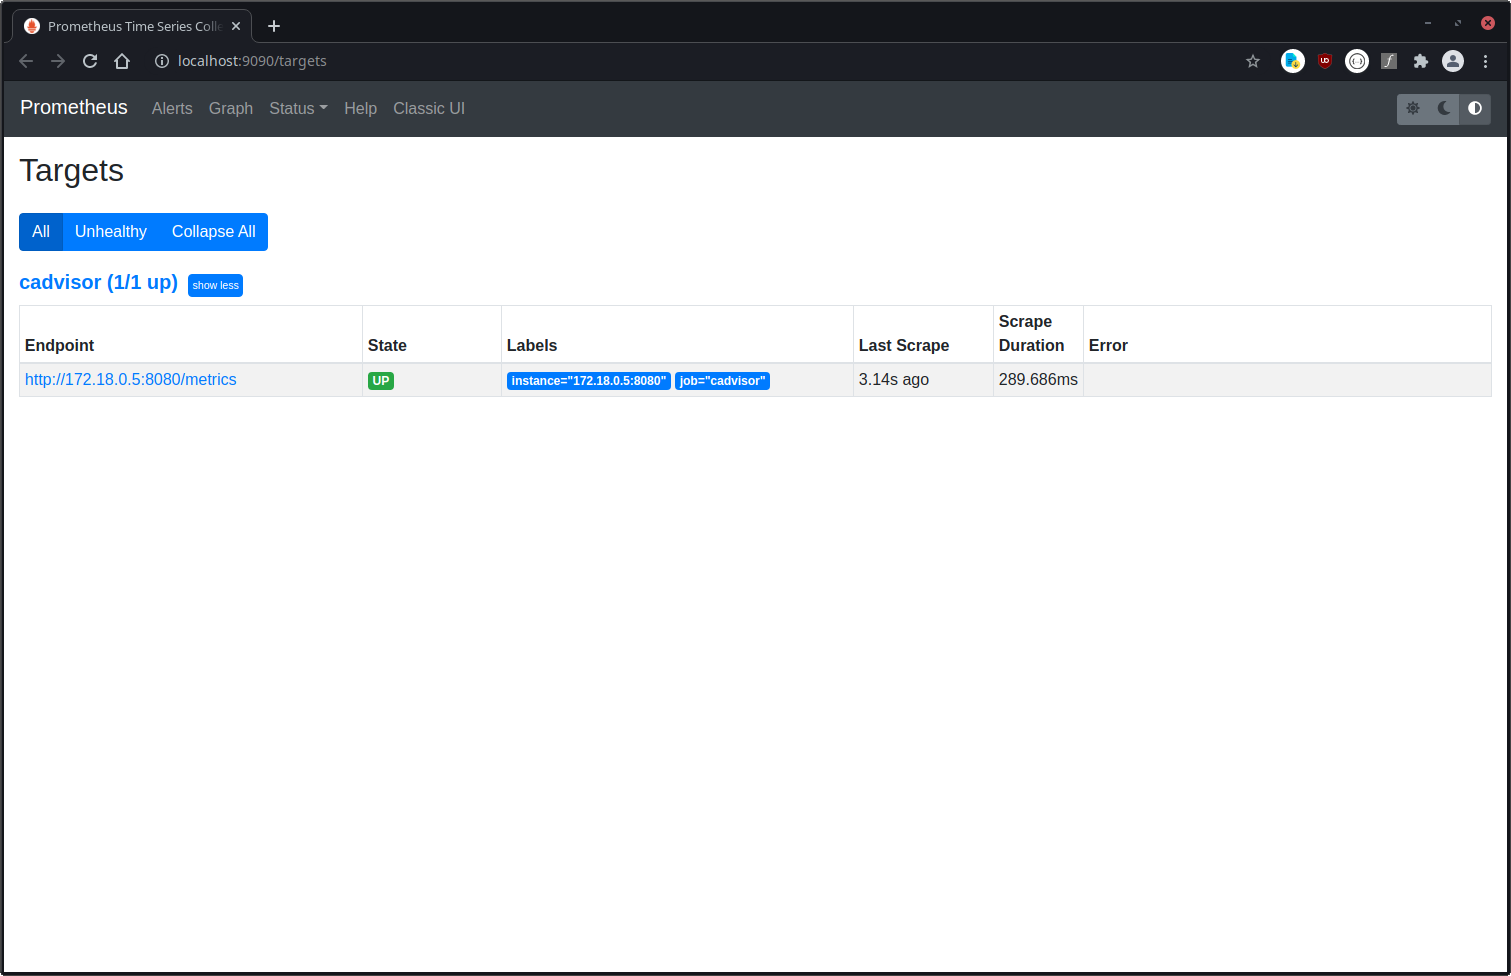 Prometheus Time Series Colle
localhost:9090/targets
Prometheus Alerts Graph Status Help Classic UI
Targets
All Unhealthy Collapse All
cadvisor (1/1 up) show less
Endpoint State Labels Last Scrape Scrape Duration Error
http://172.18.0.5:8080/metrics UP instance="172.18.0.5:8080" job="cadvisor" 3.14s ago 289.686ms